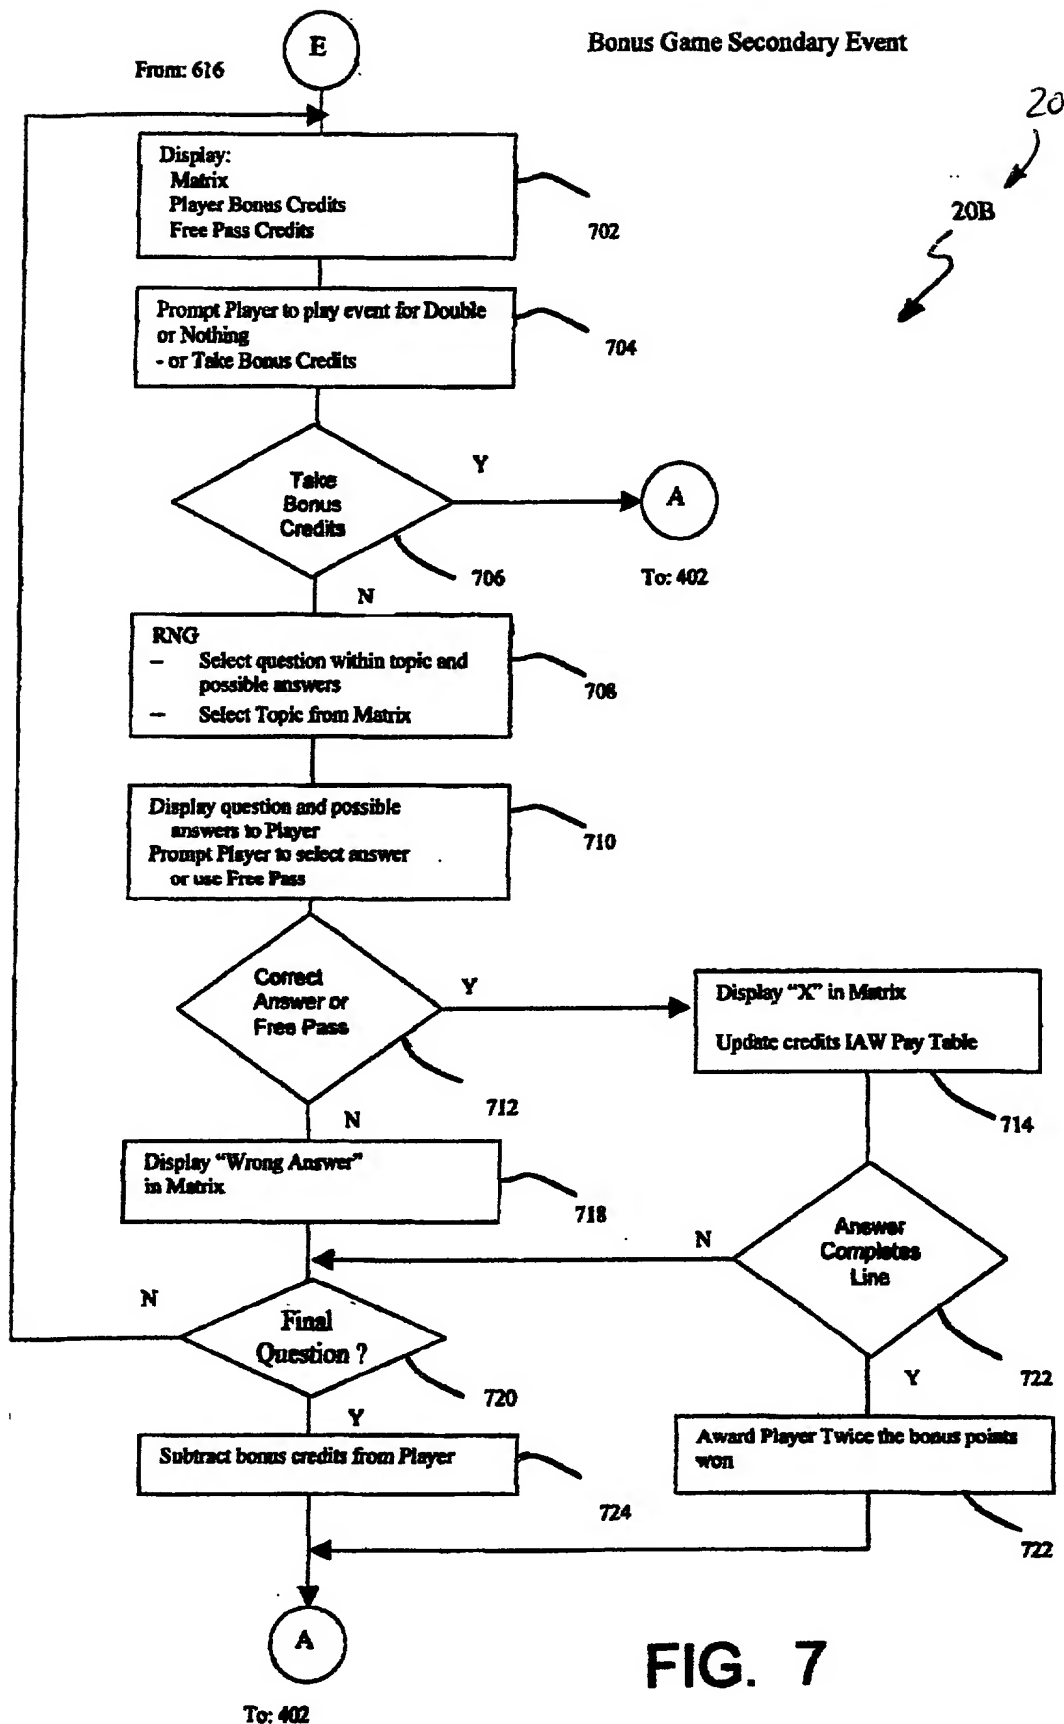 E
Bonus Game Secondary Event
From: 616
20
20B
Display:
Matrix
Player Bonus Credits
Free Pass Credits
702
Prompt Player to play event for Double
or Nothing
- or Take Bonus Credits
704
Take
Bonus
Credits
Y
A
706
To: 402
N
RNG
– Select question within topic and
possible answers
– Select Topic from Matrix
708
Display question and possible
answers to Player
Prompt Player to select answer
or use Free Pass
710
Correct
Answer or
Free Pass
Y
Display "X" in Matrix
Update credits IAW Pay Table
712
714
N
Display "Wrong Answer"
in Matrix
718
Answer
Completes
Line
N
N
Final
Question ?
720
722
Y
Y
Subtract bonus credits from Player
724
Award Player Twice the bonus points
won
722
A
To: 402
FIG. 7